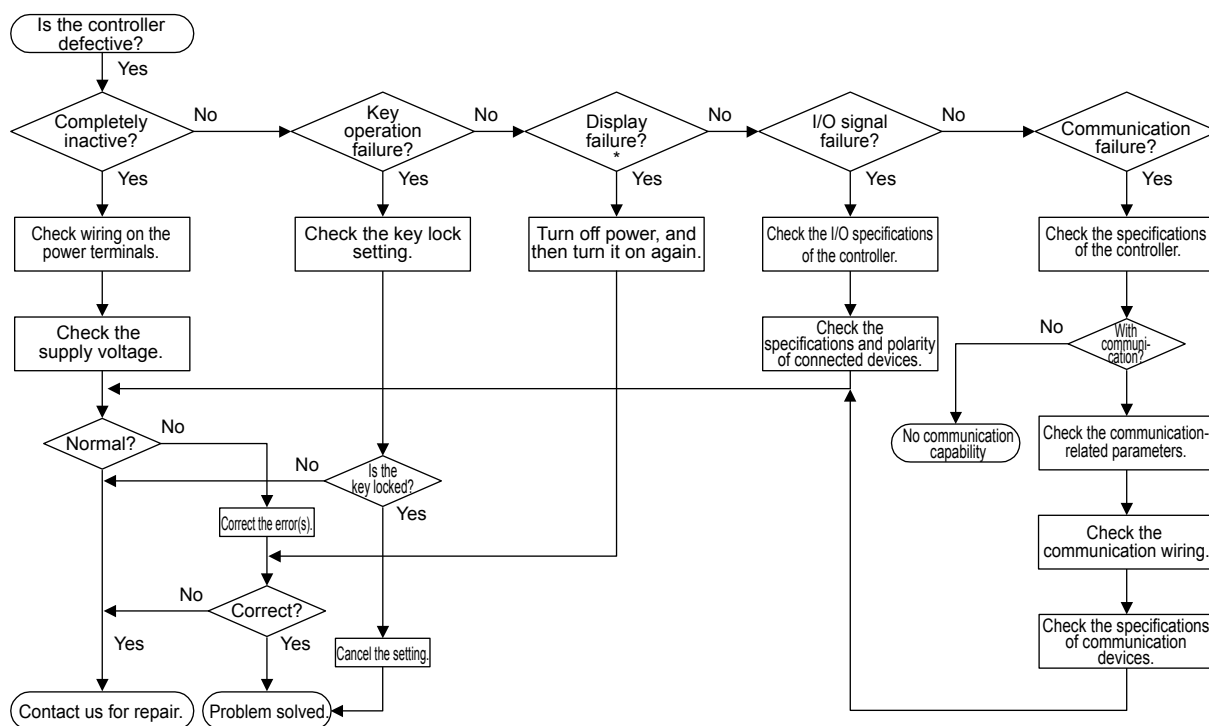 Is the controller
defective?
Yes
Completely
inactive?
No
Key
operation
failure?
No
Display
failure?
*
No
I/O signal
failure?
No
Communication
failure?
Yes
Yes
Yes
Yes
Yes
Check wiring on the
power terminals.
Check the key lock
setting.
Turn off power, and
then turn it on again.
Check the I/O specifications
of the controller.
Check the specifications
of the controller.
Check the
supply voltage.
Check the
specifications and polarity
of connected devices.
No
With
communi-
cation?
Yes
Normal?
No
No communication
capability
Check the communication-
related parameters.
No
Is the
key locked?
Yes
Correct the error(s).
Check the
communication wiring.
No
Correct?
Yes
Yes
Cancel the setting.
Check the specifications
of communication
devices.
Contact us for repair.
Problem solved.